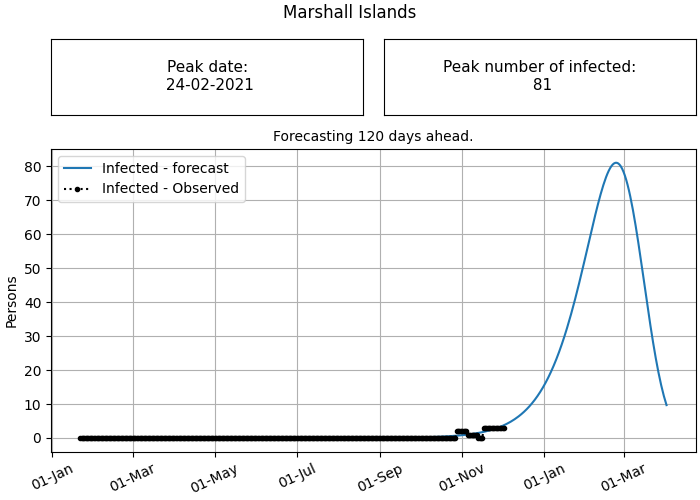 Marshall Islands
Peak date:
24-02-2021
Peak number of infected:
81
Forecasting 120 days ahead.
Infected - forecast
Infected - Observed
Persons
80
70
60
50
40
30
20
10
0
01-Jan
01-Mar
01-May
01-Jul
01-Sep
01-Nov
01-Jan
01-Mar